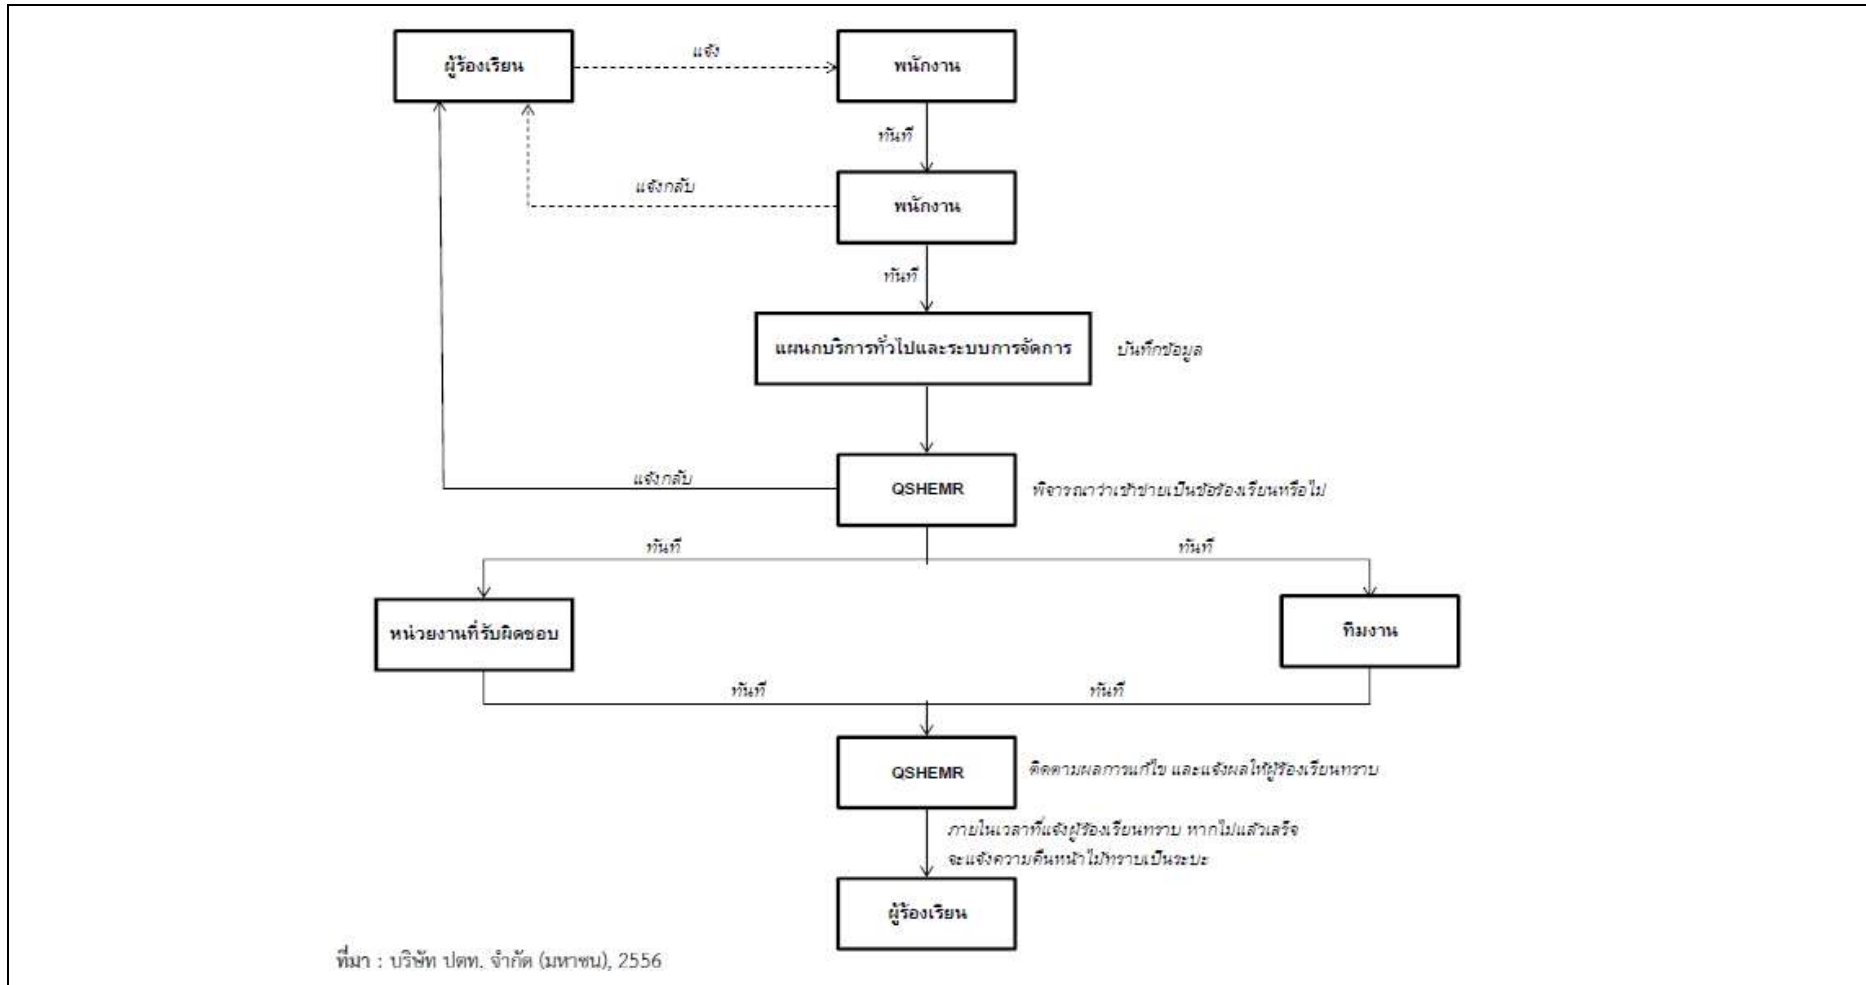 ผู้ร้องเรียน
แจ้ง
พนักงาน
ทันที
แจ้งกลับ
พนักงาน
ทันที
แผนกบริการทั่วไปและระบบการจัดการ
บันทึกข้อมูล
แจ้งกลับ
QSHEMR
พิจารณาว่าเข้าข่ายเป็นข้อร้องเรียนหรือไม่
ทันที
ทันที
หน่วยงานที่รับผิดชอบ
ทีมงาน
ทันที
ทันที
QSHEMR
ติดตามผลการแก้ไข และแจ้งผลให้ผู้ร้องเรียนทราบ
ภายในเวลาที่แจ้งผู้ร้องเรียนทราบ หากไม่แล้วเสร็จ
จะแจ้งความคืบหน้าให้ทราบเป็นระยะ
ผู้ร้องเรียน
ที่มา : บริษัท ปตท. จำกัด (มหาชน), 2556